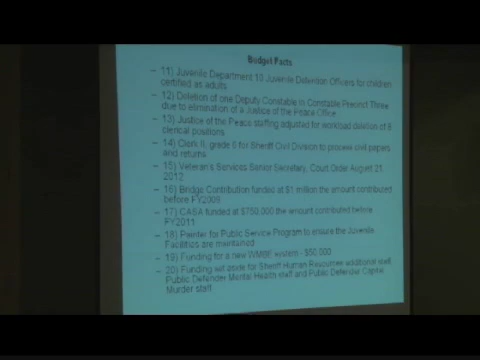 Budget Facts
– 11) Juvenile Department 10 Juvenile Detention Officers for children
certified as adults
– 12) Deletion of one Deputy Constable in Constable Precinct Three
due to elimination of a Justice of the Peace Office
– 13) Justice of the Peace staffing adjusted for workload deletion of 8
clerical positions
– 14) Clerk II, grade 6 for Sheriff Civil Division to process civil papers
and returns
– 15) Veteran's Services Senior Secretary, Court Order August 21,
2012
– 16) Bridge Contribution funded at $1 million the amount contributed
before FY2009
– 17) CASA funded at $750,000 the amount contributed before
FY2011
– 18) Painter for Public Service Program to ensure the Juvenile
Facilities are maintained
– 19) Funding for a new WMBE system - $50,000
– 20) Funding set aside for Sheriff Human Resources additional staff,
Public Defender Mental Health staff and Public Defender Capital
Murder staff